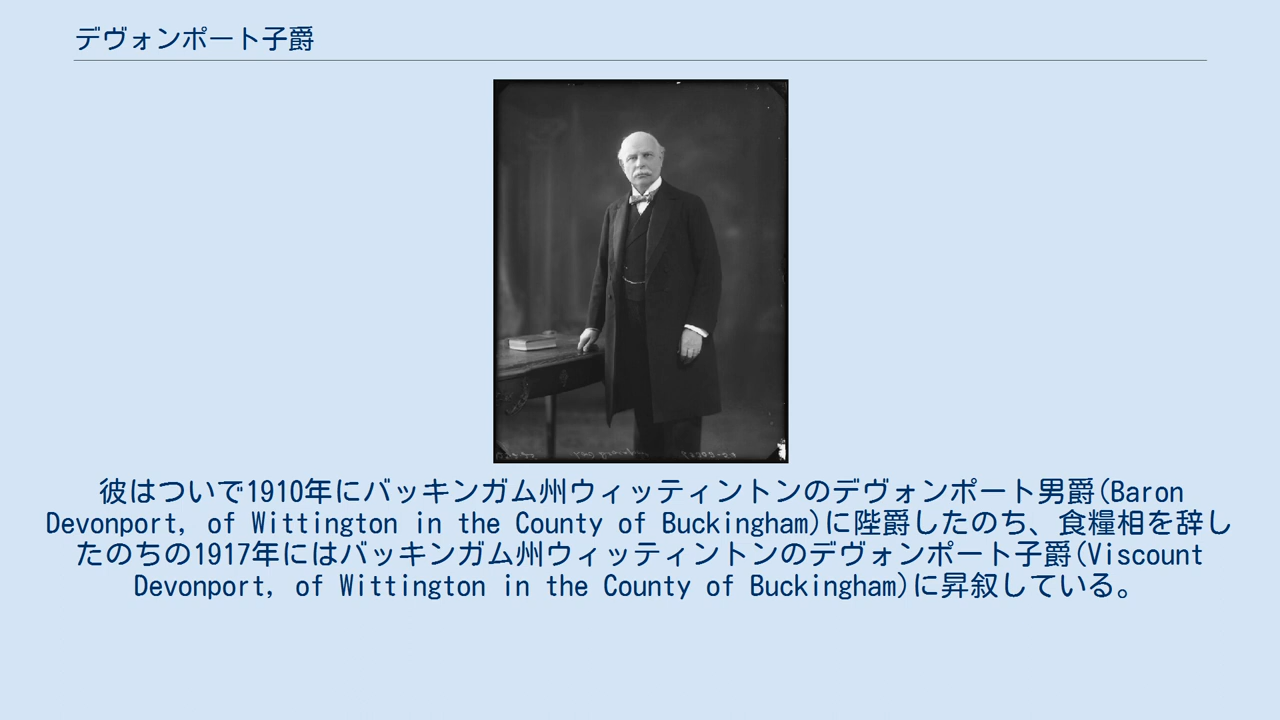 デヴォンポート子爵
彼はついで1910年にバッキンガム州ウィッティントンのデヴォンポート男爵(Baron
Devonport, of Wittington in the County of Buckingham)に陞爵したのち、食糧相を辞し
たのちの1917年にはバッキンガム州ウィッティントンのデヴォンポート子爵(Viscount
Devonport, of Wittington in the County of Buckingham)に昇叙している。